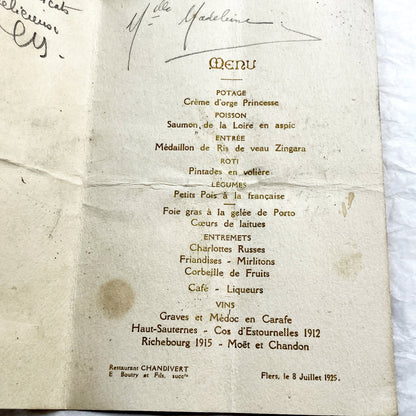 délicieux
Mlle Madeleine
MENU
POTAGE
Crème d'orge Princesse
POISSON
Saumon de la Loire en aspic
ENTRÉE
Médaillon de Ris de veau Zingara
ROTI
Pintades en volière
LÉGUMES
Petits Pois à la française
Foie gras à la gelée de Porto
Cœurs de laitues
ENTREMETS
Charlottes Russes
Friandises - Mirlitons
Corbeille de Fruits
Café - Liqueurs
VINS
Graves et Médoc en Carafe
Haut-Sauternes - Cos d'Estournelles 1912
Richebourg 1915 - Moët et Chandon
Restaurant CHANDIVERT
E Boutry et Fils, succrs
Flers, le 8 Juillet 1925.